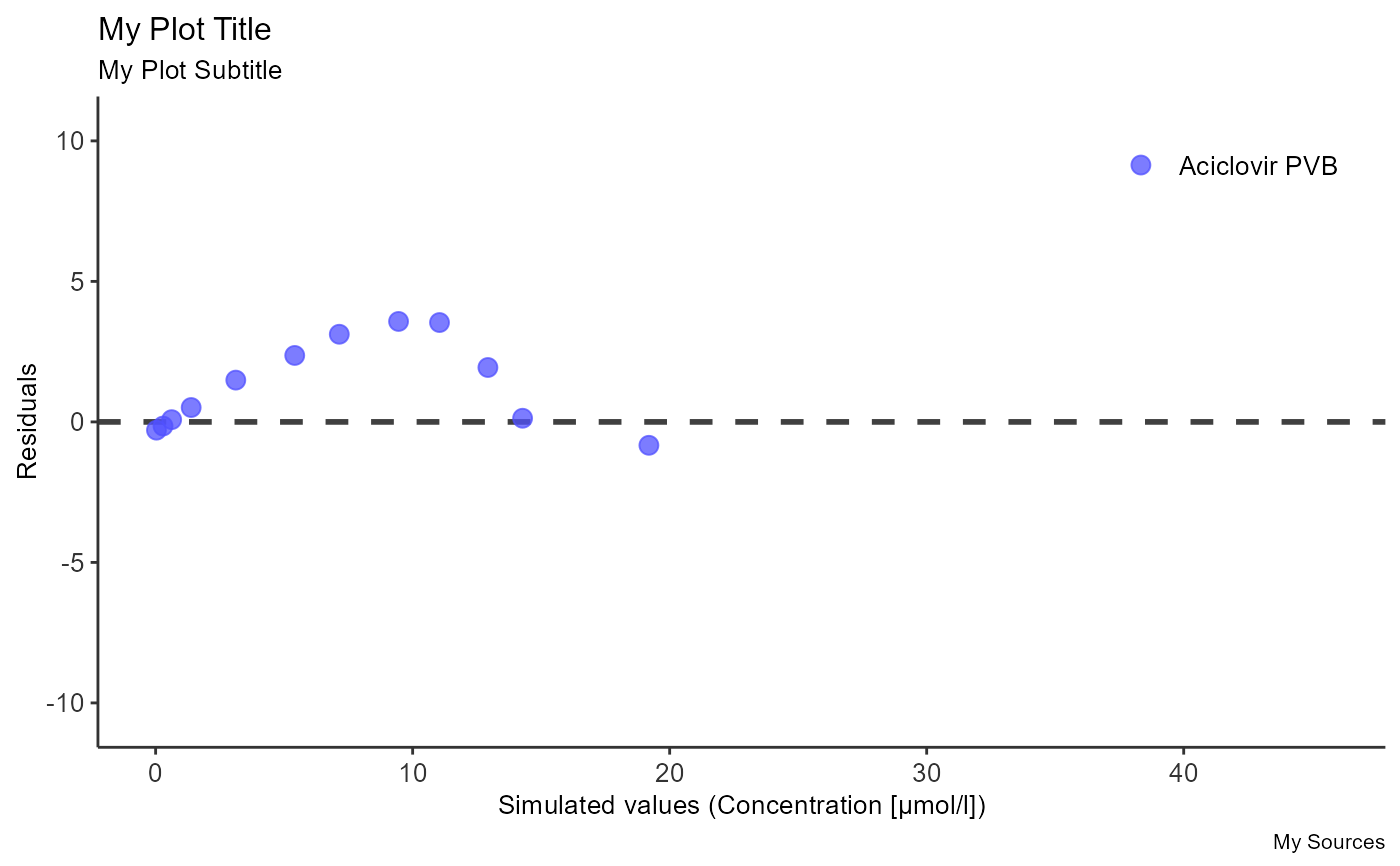 My Plot Title
My Plot Subtitle
10
5
0
-5
-10
Residuals
Aciclovir PVB
0 10 20 30 40
Simulated values (Concentration [µmol/l])
My Sources